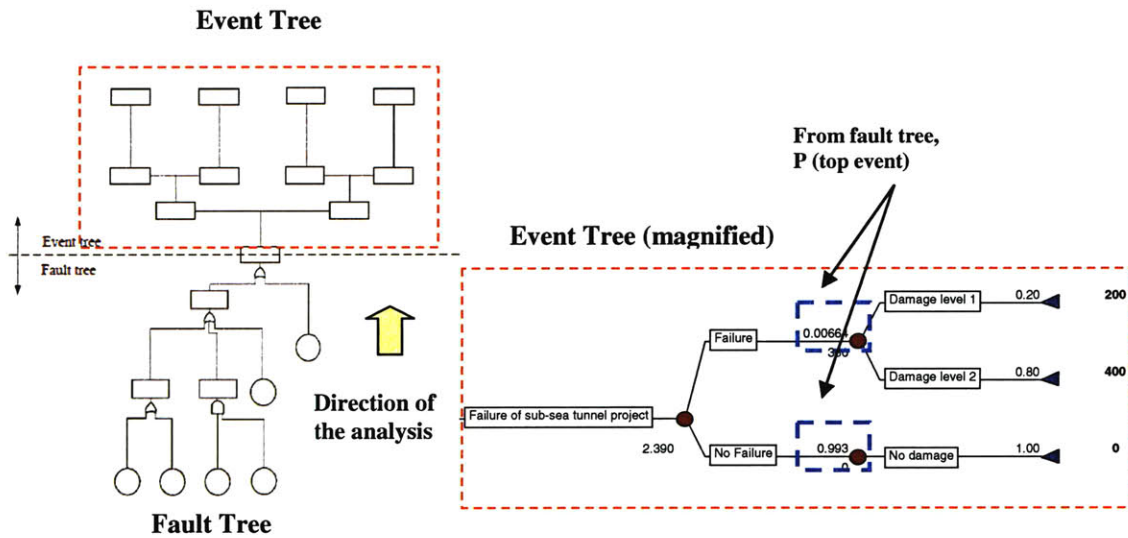 Event Tree
Event tree
Fault tree
Direction of
the analysis
Fault Tree
From fault tree,
P (top event)
Event Tree (magnified)
Failure of sub-sea tunnel project
2.390
Failure
0.00664
Damage level 1
0.20
200
Damage level 2
0.80
400
No Failure
0.993
0
No damage
1.00
0